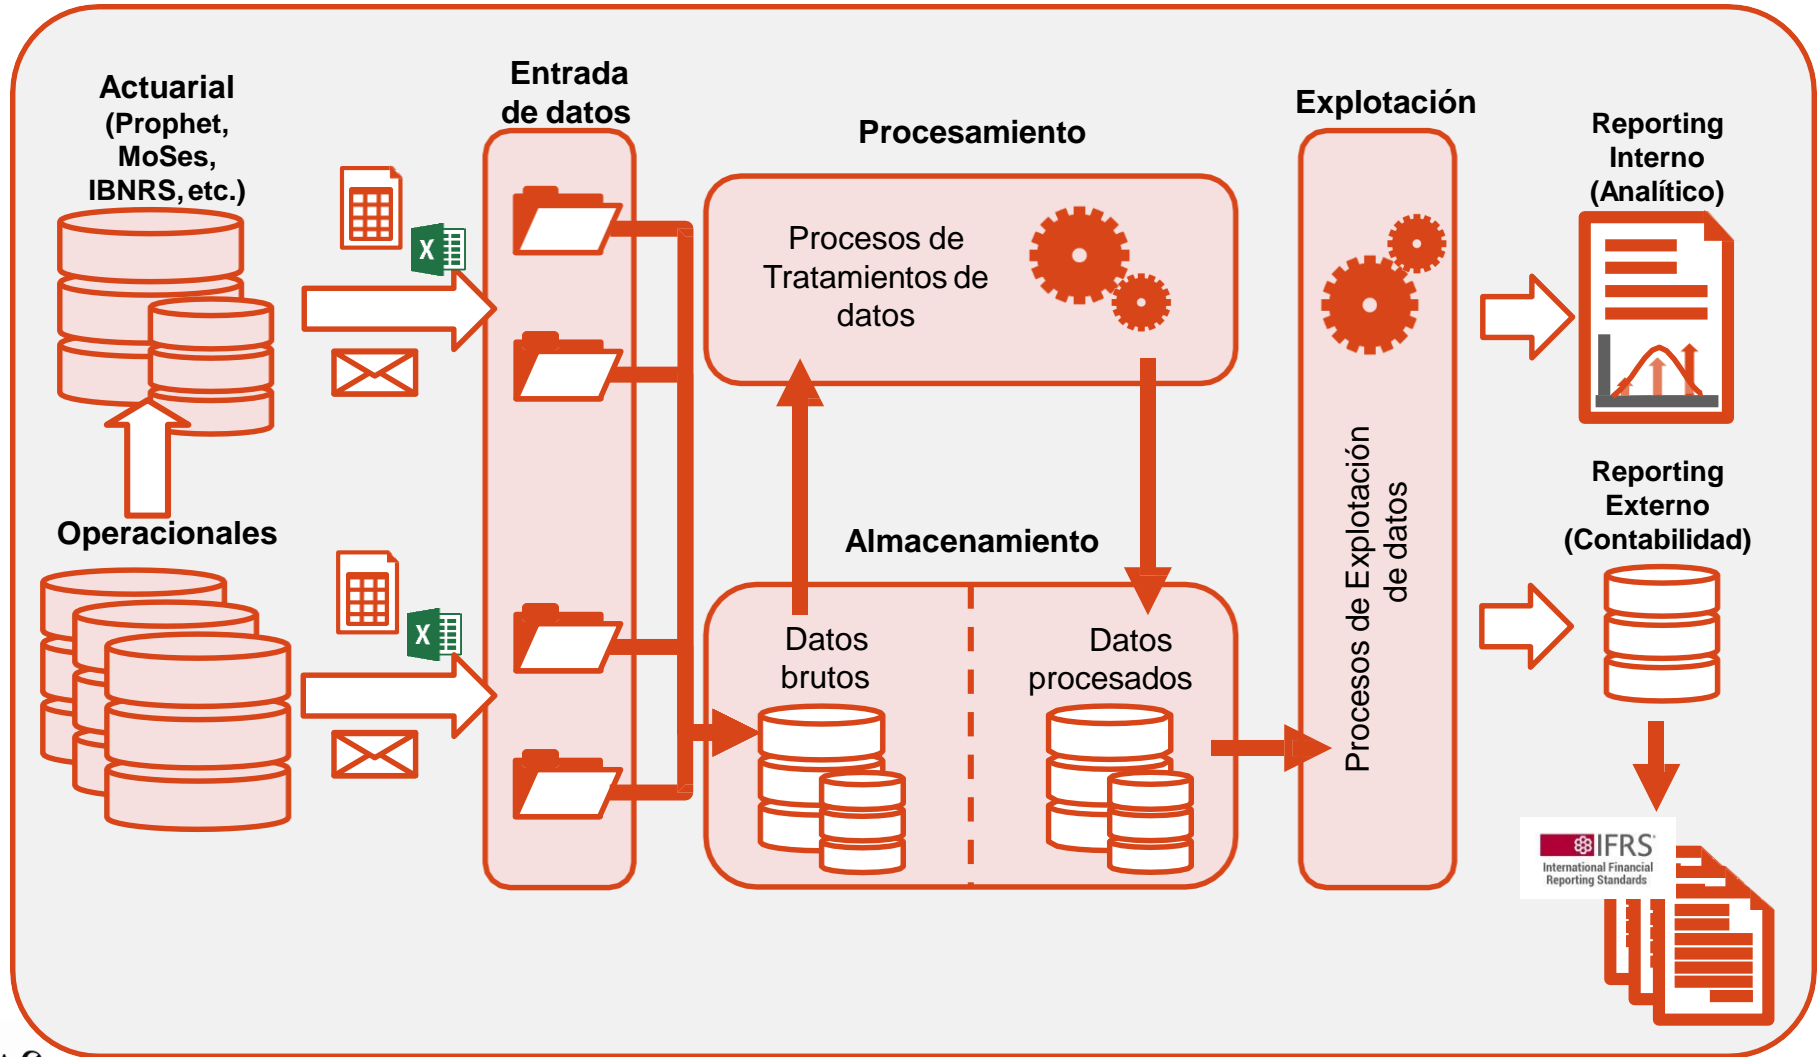 Actuarial
(Prophet,
MoSes,
IBNRS, etc.)
Entrada
de datos
Procesamiento
Explotación
Reporting
Interno
(Analítico)
X
Procesos de
Tratamientos de
datos
Operacionales
X
Almacenamiento
Datos
brutos
Datos
procesados
Procesos de Explotación
de datos
Reporting
Externo
(Contabilidad)
IFRS®
International Financial
Reporting Standards